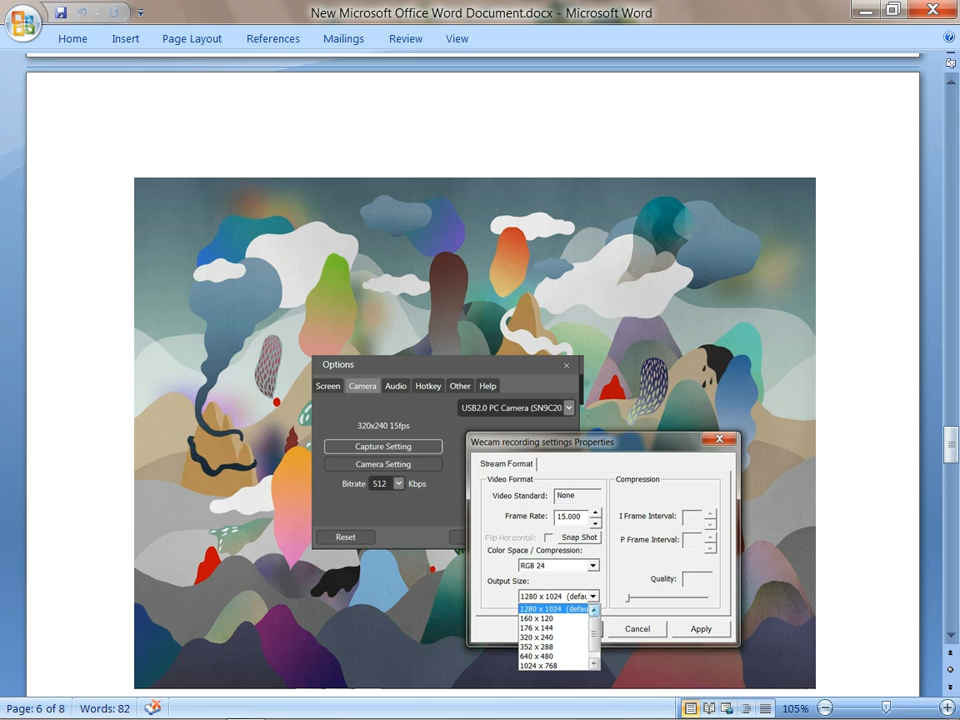 New Microsoft Office Word Document.docx - Microsoft Word
Home Insert Page Layout References Mailings Review View
Options
Screen Camera Audio Hotkey Other Help
USB2.0 PC Camera (SN9C20
320x240 15fps
Capture Setting
Camera Setting
Bitrate 512 Kbps
Reset
Wecam recording settings Properties
Stream Format
Video Format
Video Standard: None
Frame Rate: 15.000
Flip Horizontal: Snap Shot
Color Space / Compression:
RGB 24
Output Size:
1280 x 1024 (defau
1280 x 1024 (defau
160 x 120
176 x 144
320 x 240
352 x 288
640 x 480
1024 x 768
Compression
I Frame Interval:
P Frame Interval:
Quality:
Cancel Apply
Page: 6 of 8 Words: 82 105%